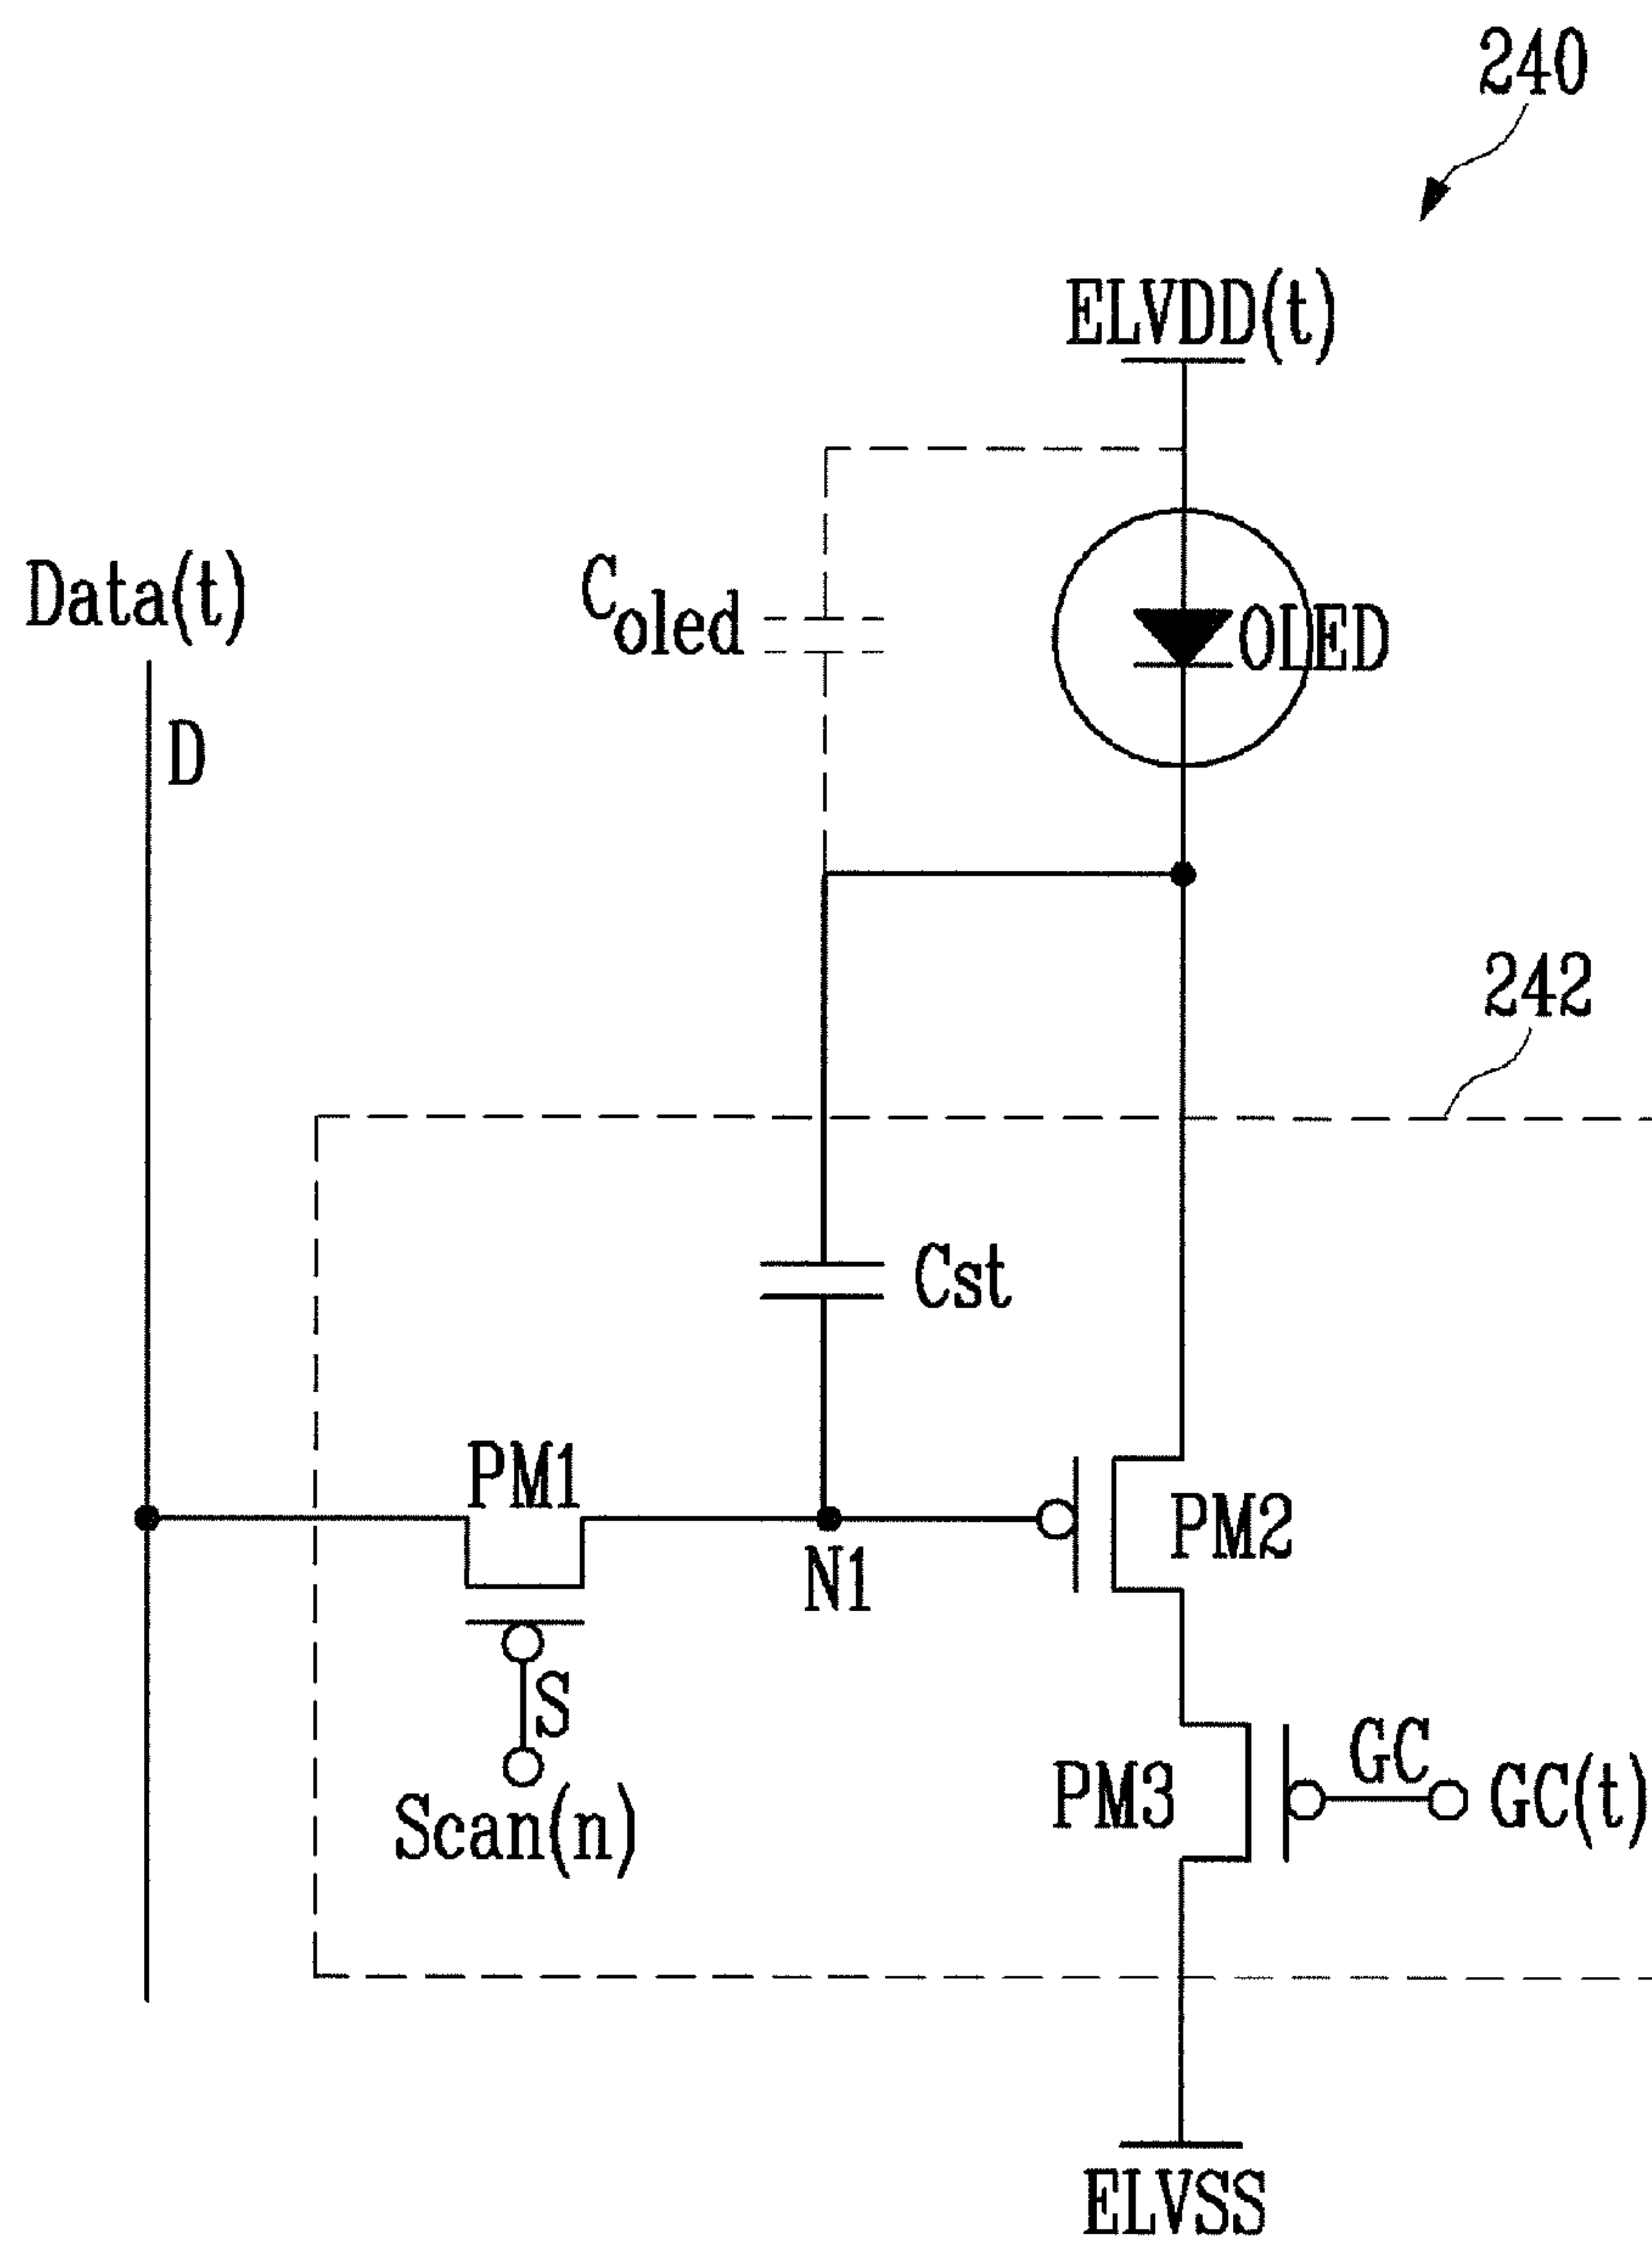 240
ELVDD(t)
Data(t)
Coled
OLED
D
242
Cst
PM1
PM2
N1
S
GC
PM3
GC(t)
Scan(n)
ELVSS